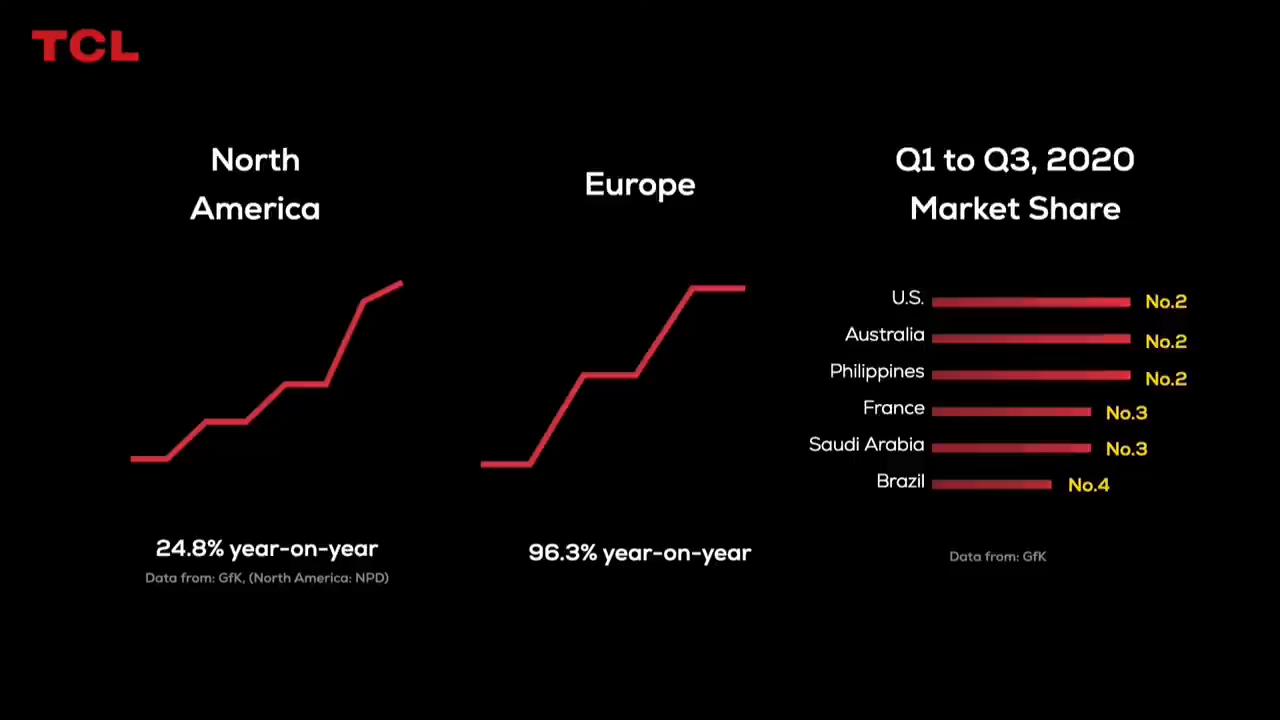 TCL
North
America
24.8% year-on-year
Data from: GfK, (North America: NPD)
Europe
96.3% year-on-year
Q1 to Q3, 2020
Market Share
U.S. No.2
Australia No.2
Philippines No.2
France No.3
Saudi Arabia No.3
Brazil No.4
Data from: GfK